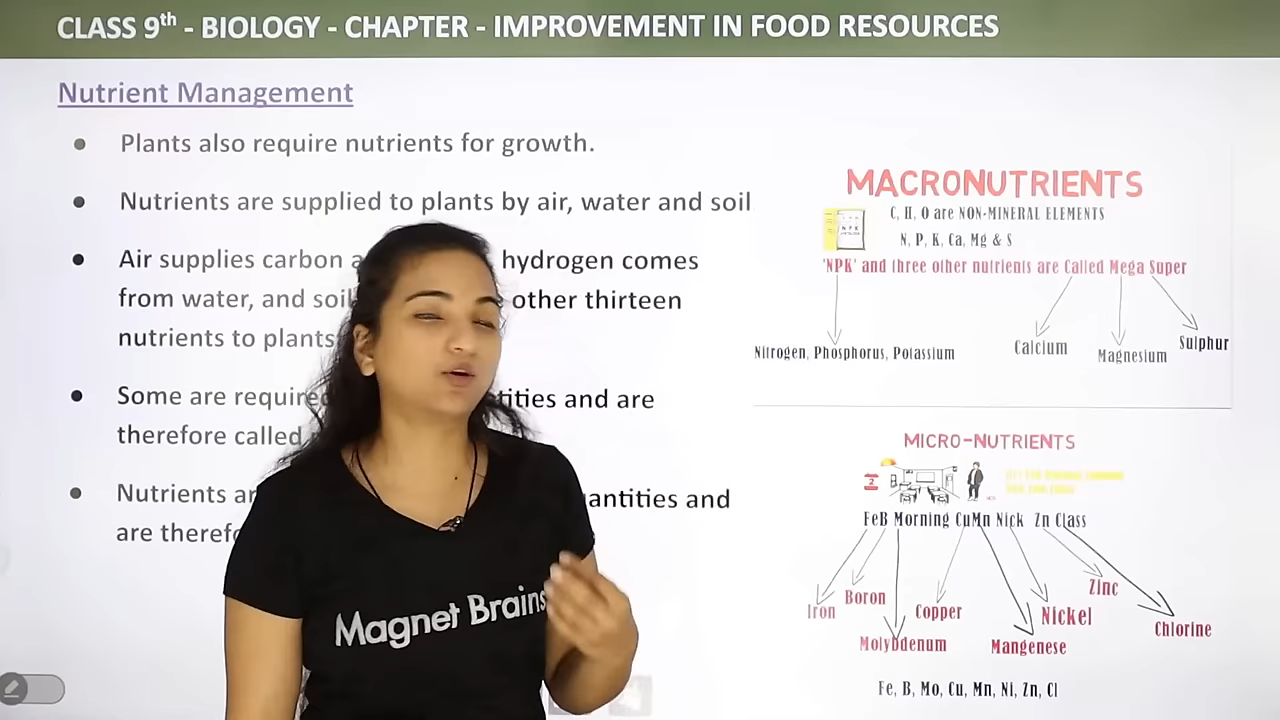 CLASS 9th - BIOLOGY - CHAPTER - IMPROVEMENT IN FOOD RESOURCES
Nutrient Management
• Plants also require nutrients for growth.
• Nutrients are supplied to plants by air, water and soil
• Air supplies carbon a hydrogen comes
from water, and soil other thirteen
nutrients to plants
• Some are required tities and are
therefore called
• Nutrients ar antities and
are theref
MACRONUTRIENTS
C, H, O are NON-MINERAL ELEMENTS
N, P, K, Ca, Mg & S
'NPK' and three other nutrients are Called Mega Super
Nitrogen, Phosphorus, Potassium
Calcium
Magnesium
Sulphur
MICRO-NUTRIENTS
FeB Morning CuMn Nick Zn Class
Iron
Boron
Molybdenum
Copper
Mangenese
Nickel
Zinc
Chlorine
Fe, B, Mo, Cu, Mn, Ni, Zn, Cl
Magnet Brains